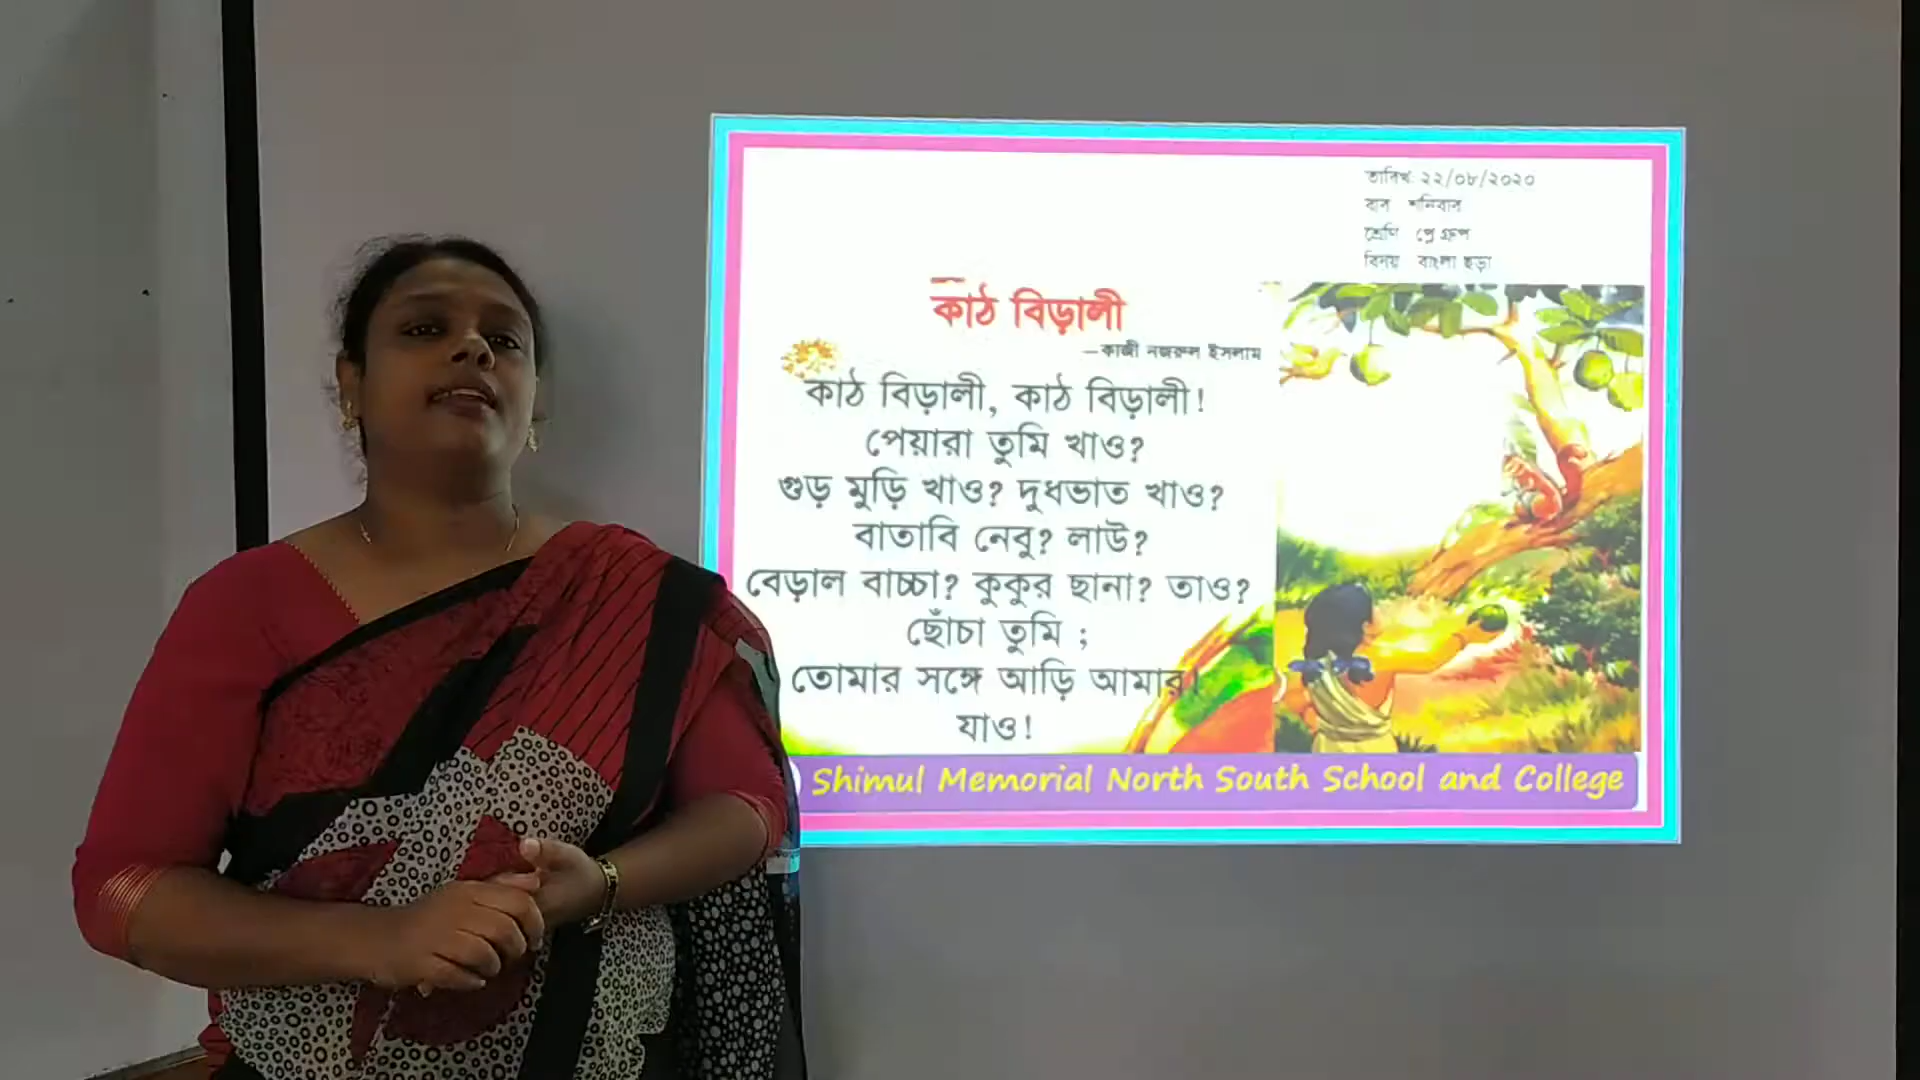 তারিখ: ২২/০৮/২০২০
বার শনিবার
শ্রেণি প্লে গ্রুপ
বিষয় বাংলা ছড়া
কাঠ বিড়ালী
—কাজী নজরুল ইসলাম
কাঠ বিড়ালী, কাঠ বিড়ালী!
পেয়ারা তুমি খাও?
গুড় মুড়ি খাও? দুধভাত খাও?
বাতাবি নেবু? লাউ?
বেড়াল বাচ্চা? কুকুর ছানা? তাও?
ছোঁচা তুমি ;
তোমার সঙ্গে আড়ি আমার।
যাও!
Shimul Memorial North South School and College